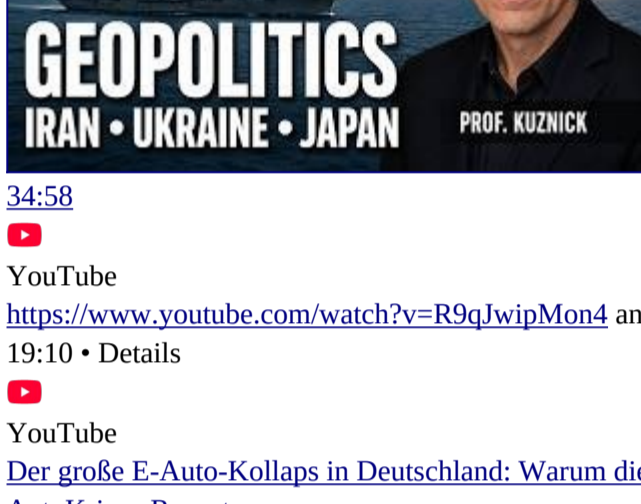 GEOPOLITICS
IRAN • UKRAINE • JAPAN
PROF. KUZNICK
34:58
YouTube
https://www.youtube.com/watch?v=R9qJwipMon4 an
19:10 • Details
YouTube
Der große E-Auto-Kollaps in Deutschland: Warum die